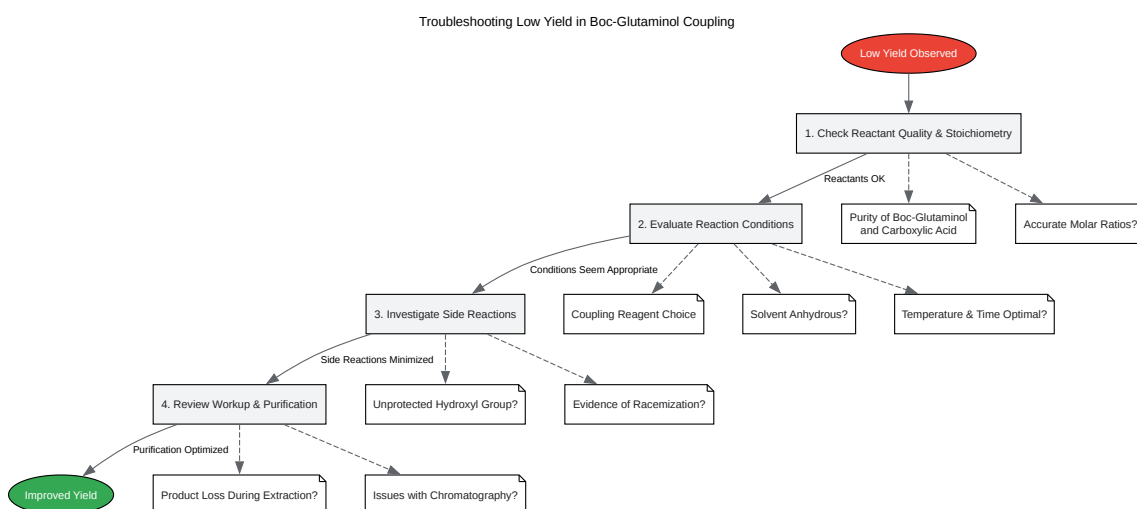 Troubleshooting Low Yield in Boc-Glutaminol Coupling
Low Yield Observed
1. Check Reactant Quality & Stoichiometry
Reactants OK
2. Evaluate Reaction Conditions
Purity of Boc-Glutaminol
and Carboxylic Acid
Accurate Molar Ratios?
Conditions Seem Appropriate
3. Investigate Side Reactions
Coupling Reagent Choice
Solvent Anhydrous?
Temperature & Time Optimal?
Side Reactions Minimized
4. Review Workup & Purification
Unprotected Hydroxyl Group?
Evidence of Racemization?
Purification Optimized
Improved Yield
Product Loss During Extraction?
Issues with Chromatography?